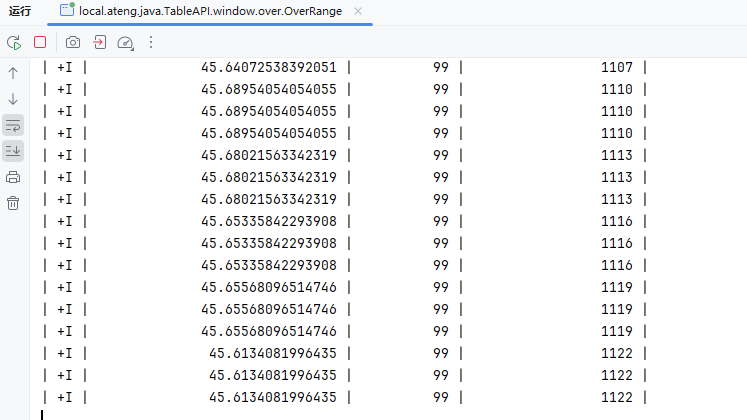 运行 local.ateng.java.TableAPI.window.over.OverRange
| +I | 45.64072538392051 | 99 | 1107 |
| +I | 45.68954054054055 | 99 | 1110 |
| +I | 45.68954054054055 | 99 | 1110 |
| +I | 45.68954054054055 | 99 | 1110 |
| +I | 45.68021563342319 | 99 | 1113 |
| +I | 45.68021563342319 | 99 | 1113 |
| +I | 45.68021563342319 | 99 | 1113 |
| +I | 45.65335842293908 | 99 | 1116 |
| +I | 45.65335842293908 | 99 | 1116 |
| +I | 45.65335842293908 | 99 | 1116 |
| +I | 45.65568096514746 | 99 | 1119 |
| +I | 45.65568096514746 | 99 | 1119 |
| +I | 45.65568096514746 | 99 | 1119 |
| +I | 45.6134081996435 | 99 | 1122 |
| +I | 45.6134081996435 | 99 | 1122 |
| +I | 45.6134081996435 | 99 | 1122 |